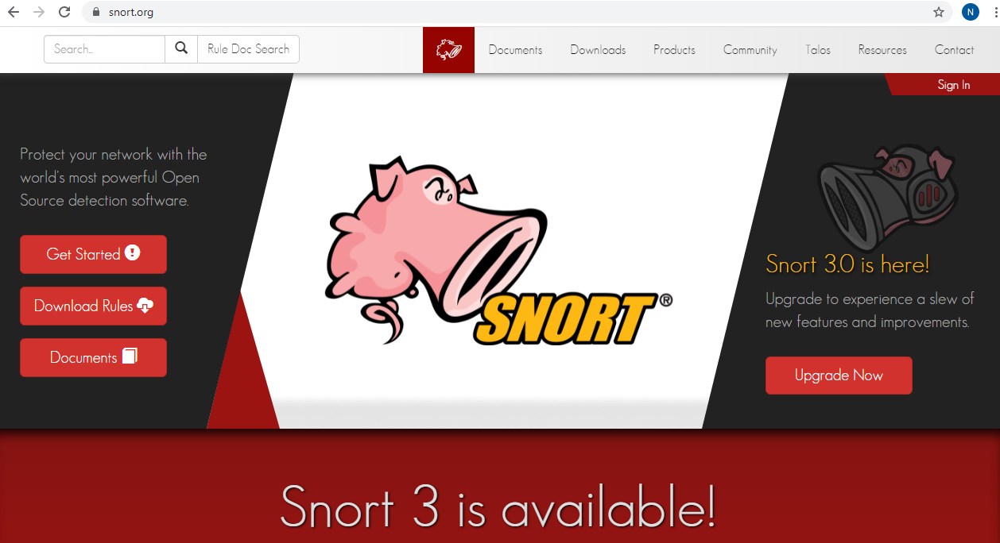 snort.org
N
Search...
Rule Doc Search
Documents
Downloads
Products
Community
Talos
Resources
Contact
Sign In
Protect your network with the
world's most powerful Open
Source detection software.
Get Started
Download Rules
Documents
SNORT®
Snort 3.0 is here!
Upgrade to experience a slew of
new features and improvements.
Upgrade Now
Snort 3 is available!